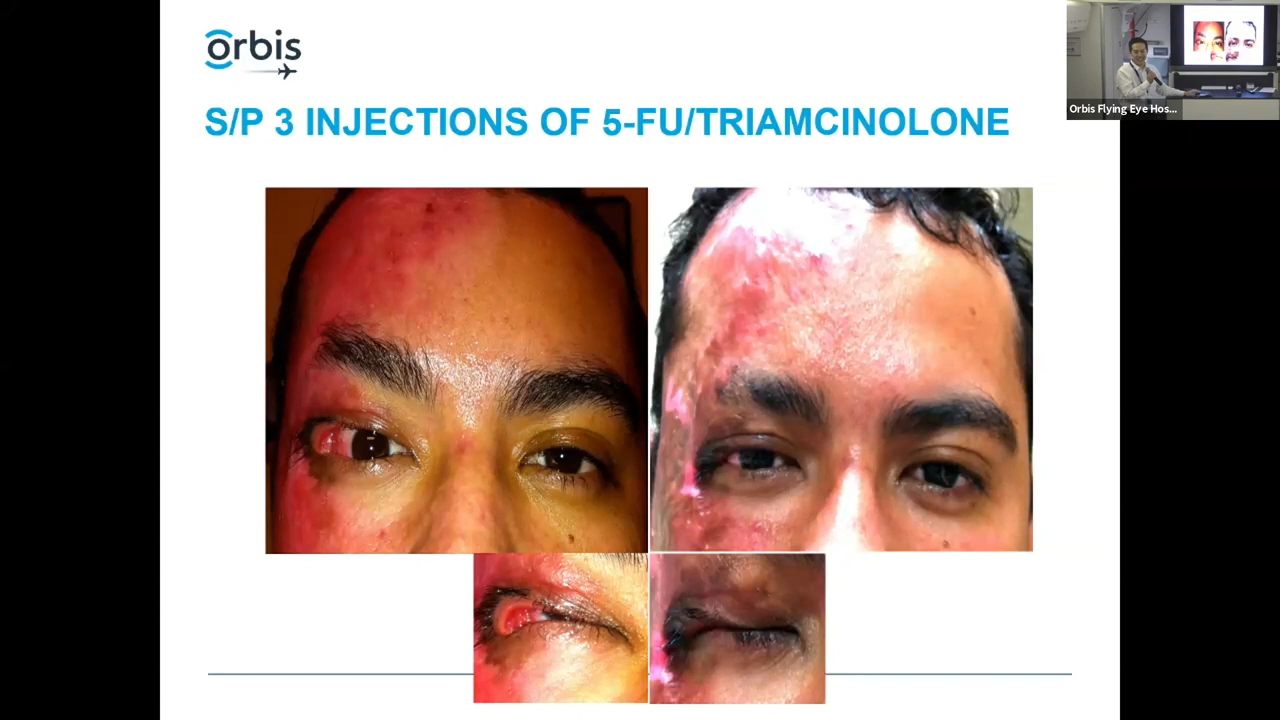 orbis
S/P 3 INJECTIONS OF 5-FU/TRIAMCINOLONE
Orbis Flying Eye Hos...